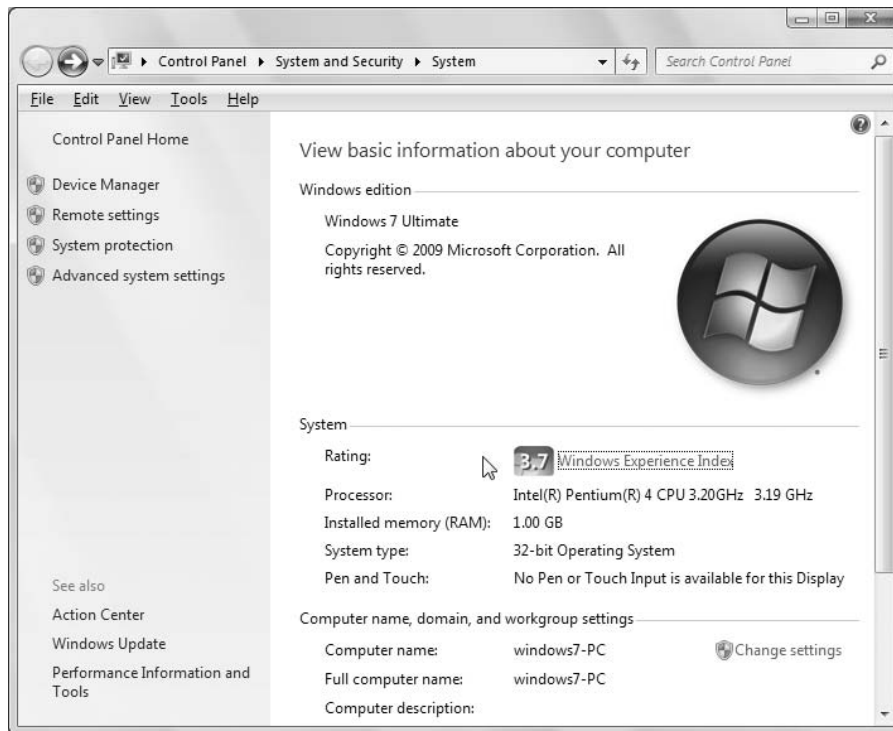 Control Panel System and Security System Search Control Panel
File Edit View Tools Help
Control Panel Home
Device Manager
Remote settings
System protection
Advanced system settings
See also
Action Center
Windows Update
Performance Information and
Tools
View basic information about your computer
Windows edition
Windows 7 Ultimate
Copyright © 2009 Microsoft Corporation. All
rights reserved.
System
Rating: 3.7 Windows Experience Index
Processor: Intel(R) Pentium(R) 4 CPU 3.20GHz 3.19 GHz
Installed memory (RAM): 1.00 GB
System type: 32-bit Operating System
Pen and Touch: No Pen or Touch Input is available for this Display
Computer name, domain, and workgroup settings
Computer name: windows7-PC Change settings
Full computer name: windows7-PC
Computer description: